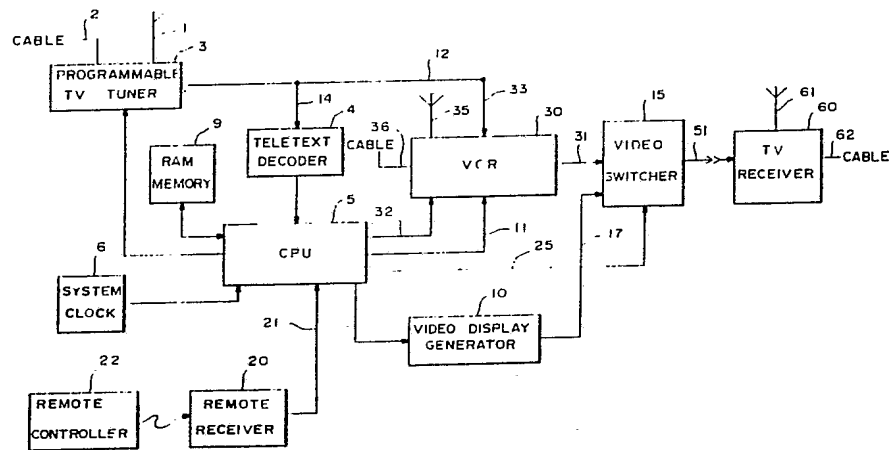 2
1
CABLE
3
PROGRAMMABLE
TV TUNER
12
14
33
15
61
60
9
4
36
35
30
31
51
62
RAM
MEMORY
TELETEXT
DECODER
CABLE
VCR
VIDEO
SWITCHER
TV
RECEIVER
CABLE
5
32
11
17
6
CPU
25
SYSTEM
CLOCK
10
21
VIDEO DISPLAY
GENERATOR
22
20
REMOTE
CONTROLLER
REMOTE
RECEIVER